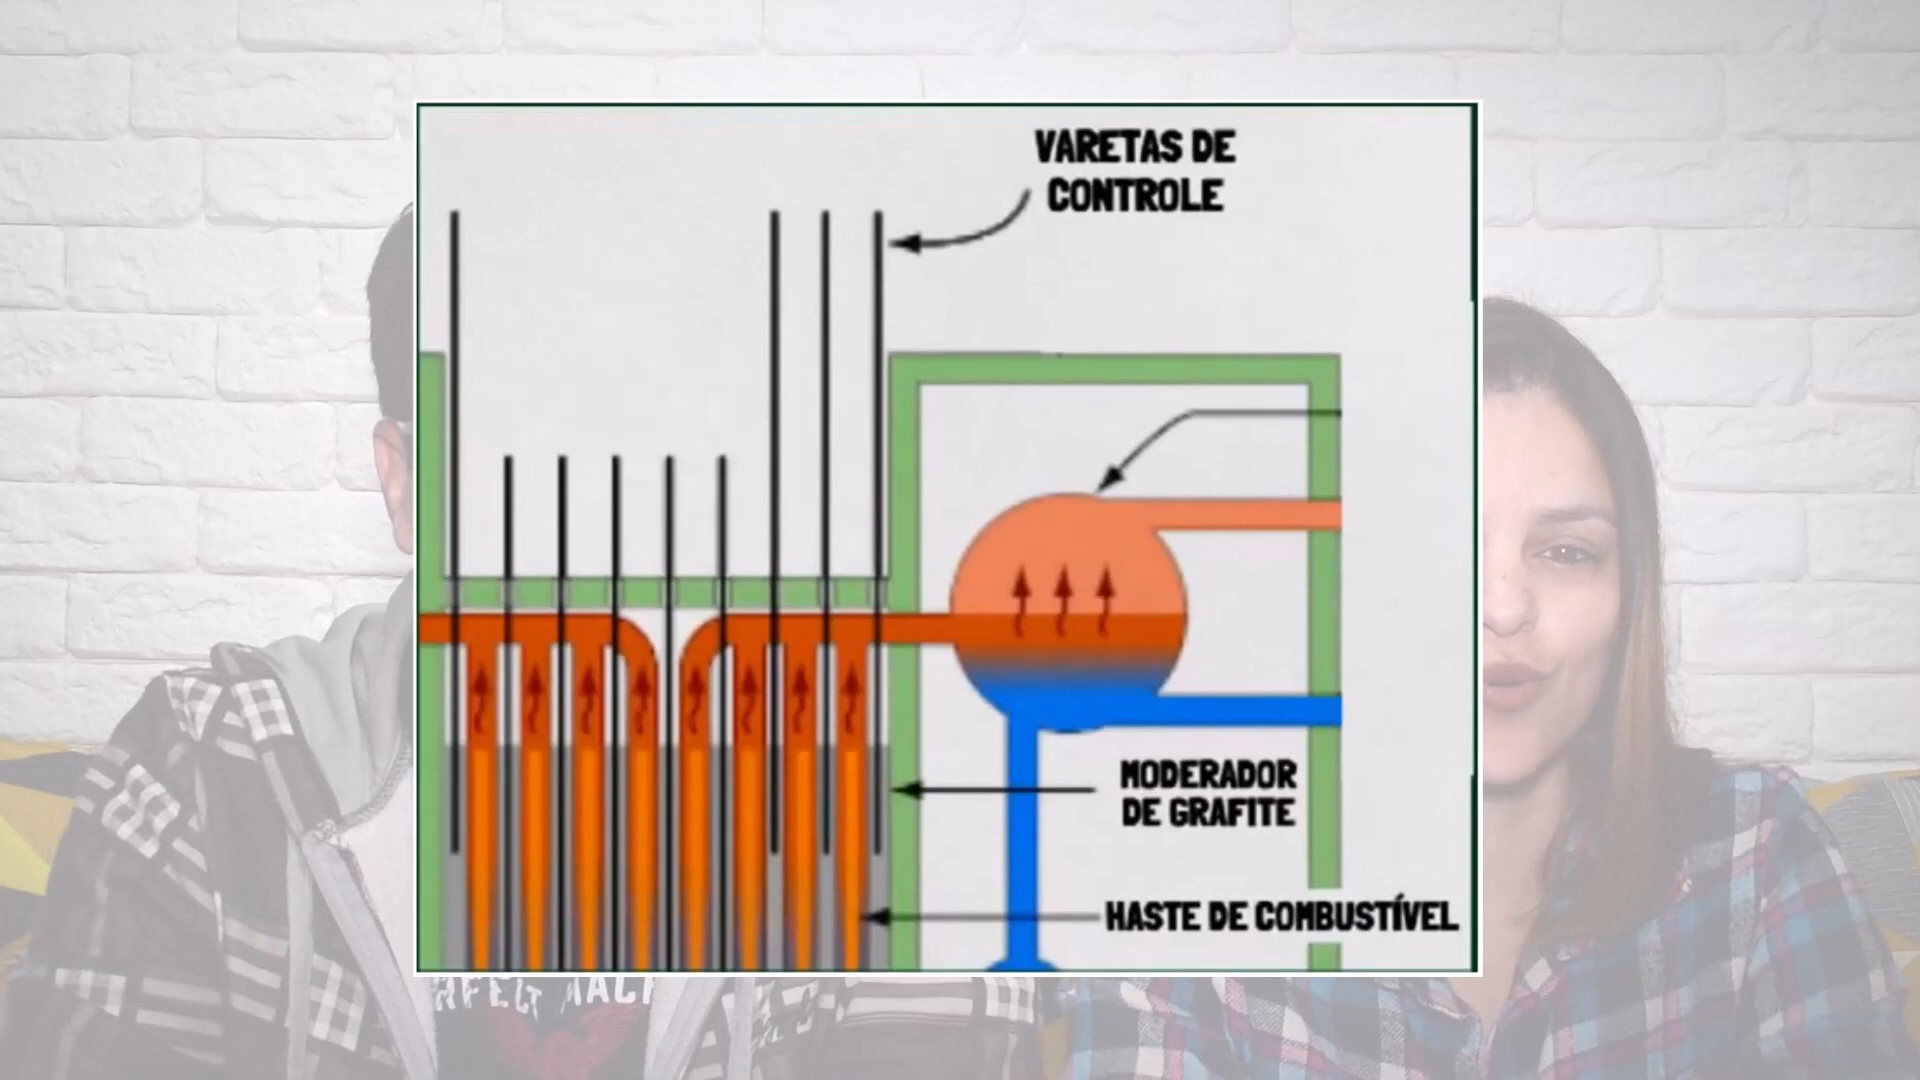 VARETAS DE
CONTROLE
MODERADOR
DE GRAFITE
HASTE DE COMBUSTÍVEL